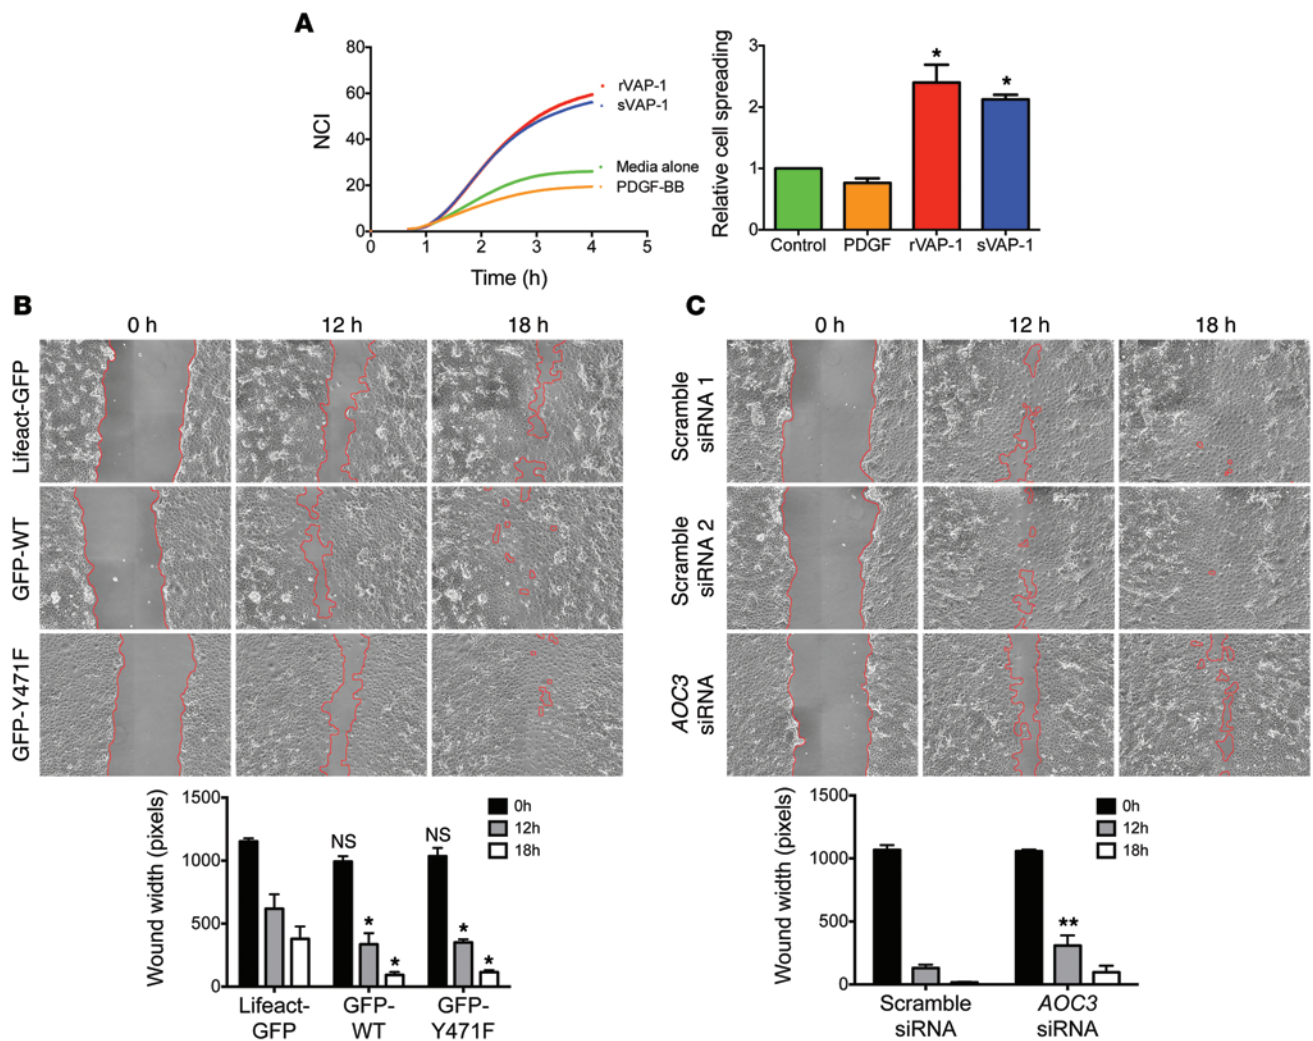 A
80
60
40
20
0
NCI
0 1 2 3 4 5
Time (h)
rVAP-1
sVAP-1
Media alone
PDGF-BB
Relative cell spreading
3
2
1
0
*
*
Control PDGF rVAP-1 sVAP-1
B
0 h 12 h 18 h
Lifeact-GFP
GFP-WT
GFP-Y471F
Wound width (pixels)
1500
1000
500
0
0h
12h
18h
NS NS
* *
* *
Lifeact-
GFP
GFP-
WT
GFP-
Y471F
C
0 h 12 h 18 h
Scramble
siRNA 1
Scramble
siRNA 2
AOC3
siRNA
Wound width (pixels)
1500
1000
500
0
0h
12h
18h
**
Scramble
siRNA
AOC3
siRNA